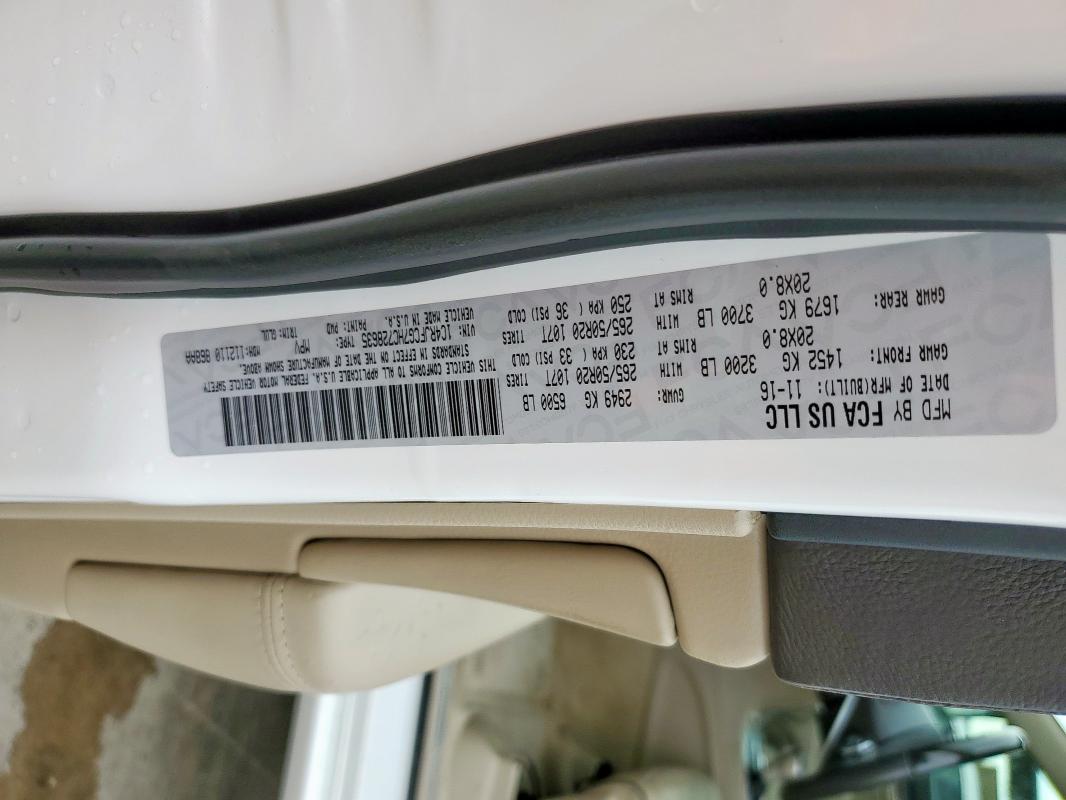 MFD BY FCA US LLC
DATE OF MFR(BUILT): 11-16
GVWR: 2949 KG 6500 LB
GAWR FRONT: 1452 KG 3200 LB WITH 265/50R20 107T TIRES
20X8.0 RIMS AT 230 KPA ( 33 PSI) COLD
GAWR REAR: 1679 KG 3700 LB WITH 265/50R20 107T TIRES
20X8.0 RIMS AT 250 KPA ( 36 PSI) COLD
THIS VEHICLE CONFORMS TO ALL APPLICABLE U.S.A. FEDERAL MOTOR VEHICLE SAFETY
STANDARDS IN EFFECT ON THE DATE OF MANUFACTURE SHOWN ABOVE.
VIN: 1C4RJFCG7HC728635 TYPE: MPV MDH:112110 868AA
VEHICLE MADE IN U.S.A. PAINT: PWD TRIM: